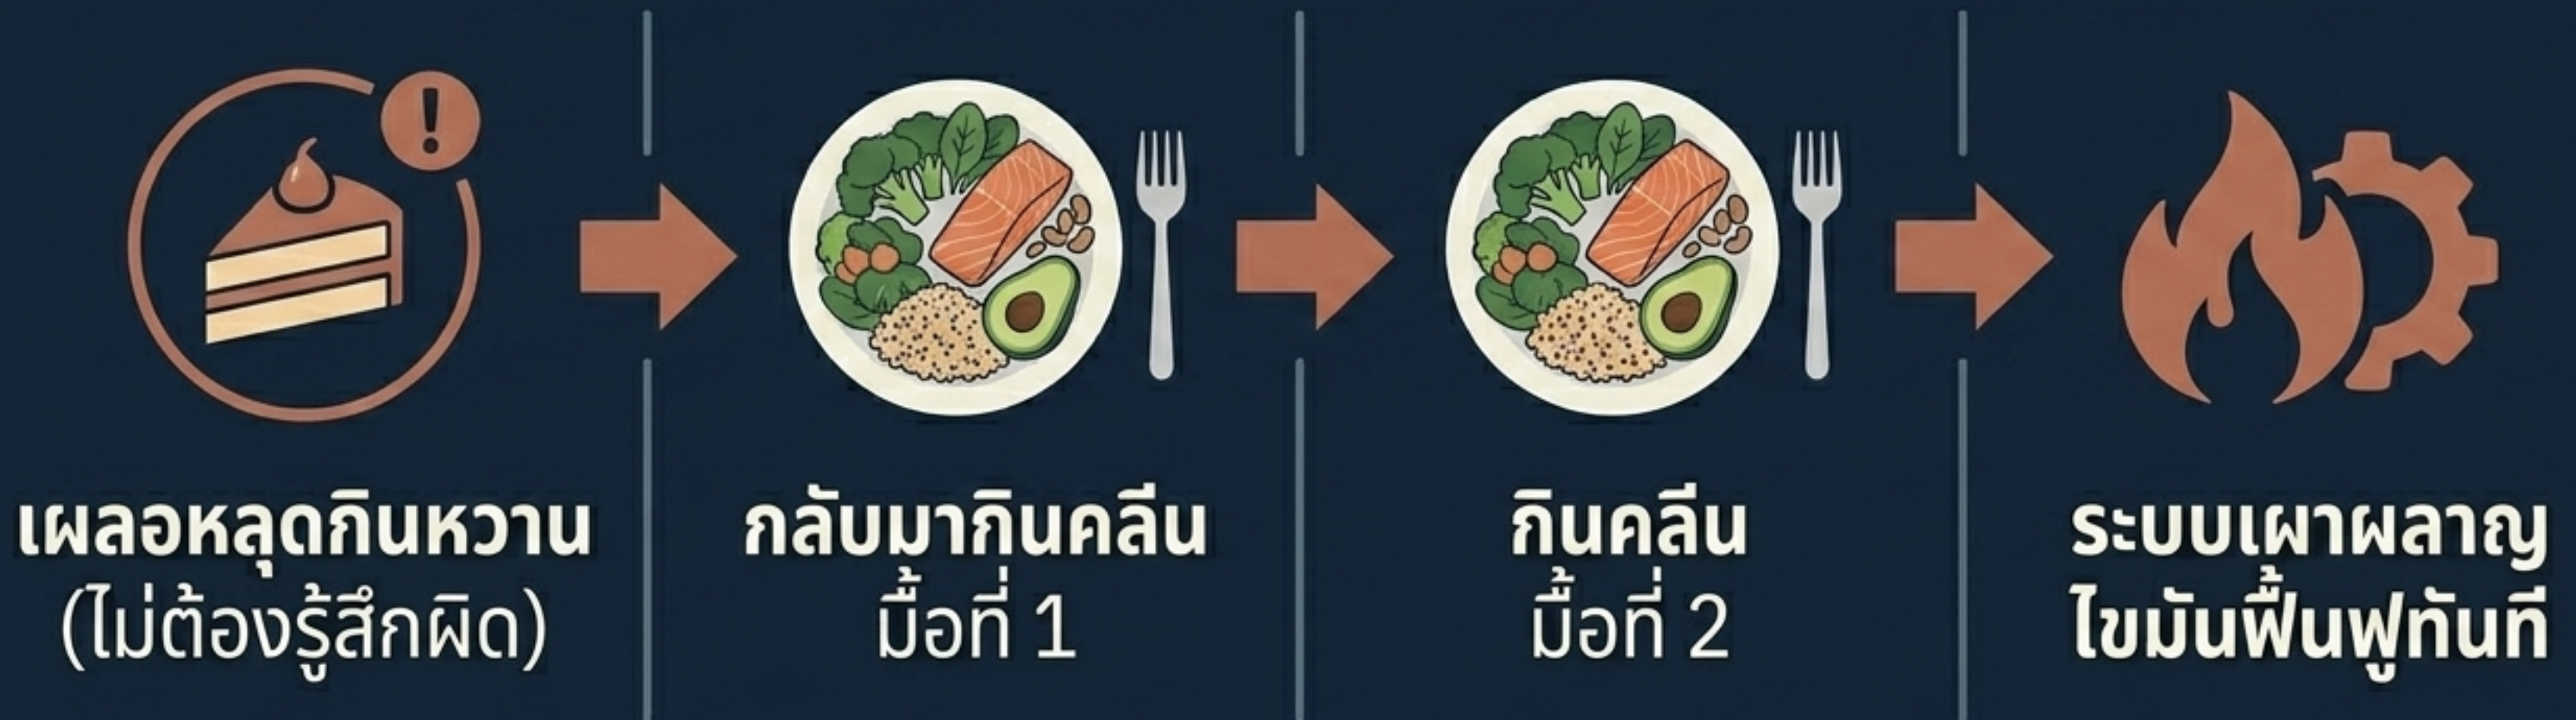 !
เผลอหลุดกินหวาน
(ไม่ต้องรู้สึกผิด)
กลับมากินคลีน
มื้อที่ 1
กินคลีน
มื้อที่ 2
ระบบเผาผลาญ
ไขมันฟื้นฟูทันที